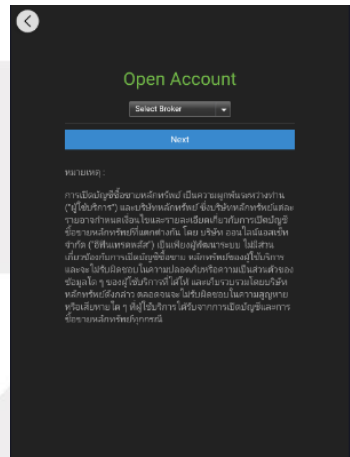 Open Account
Select Broker
Next
หมายเหตุ :
การเปิดบัญชีซื้อขายหลักทรัพย์ เป็นความผูกพันระหว่างท่าน
("ผู้ใช้บริการ") และบริษัทหลักทรัพย์ ซึ่งบริษัทหลักทรัพย์แต่ละ
รายอาจกำหนดเงื่อนไขและรายละเอียดเกี่ยวกับการเปิดบัญชี
ซื้อขายหลักทรัพย์ที่แตกต่างกัน โดย บริษัท ออนไลน์แอสเซ็ท
จำกัด ("อีฟินเทรดพลัส") เป็นเพียงผู้พัฒนาระบบ ไม่มีส่วน
เกี่ยวข้องกับการเปิดบัญชีซื้อขาย หลักทรัพย์ของผู้ใช้บริการ
และจะไม่รับผิดชอบในความปลอดภัยหรือความเป็นส่วนตัวของ
ข้อมูลใด ๆ ของผู้ใช้บริการที่ได้ให้ และเก็บรวบรวมโดยบริษัท
หลักทรัพย์ดังกล่าว ตลอดจนจะไม่รับผิดชอบในความสูญหาย
หรือเสียหายใด ๆ ที่ผู้ใช้บริการได้รับจากการเปิดบัญชีและการ
ซื้อขายหลักทรัพย์ทุกกรณี